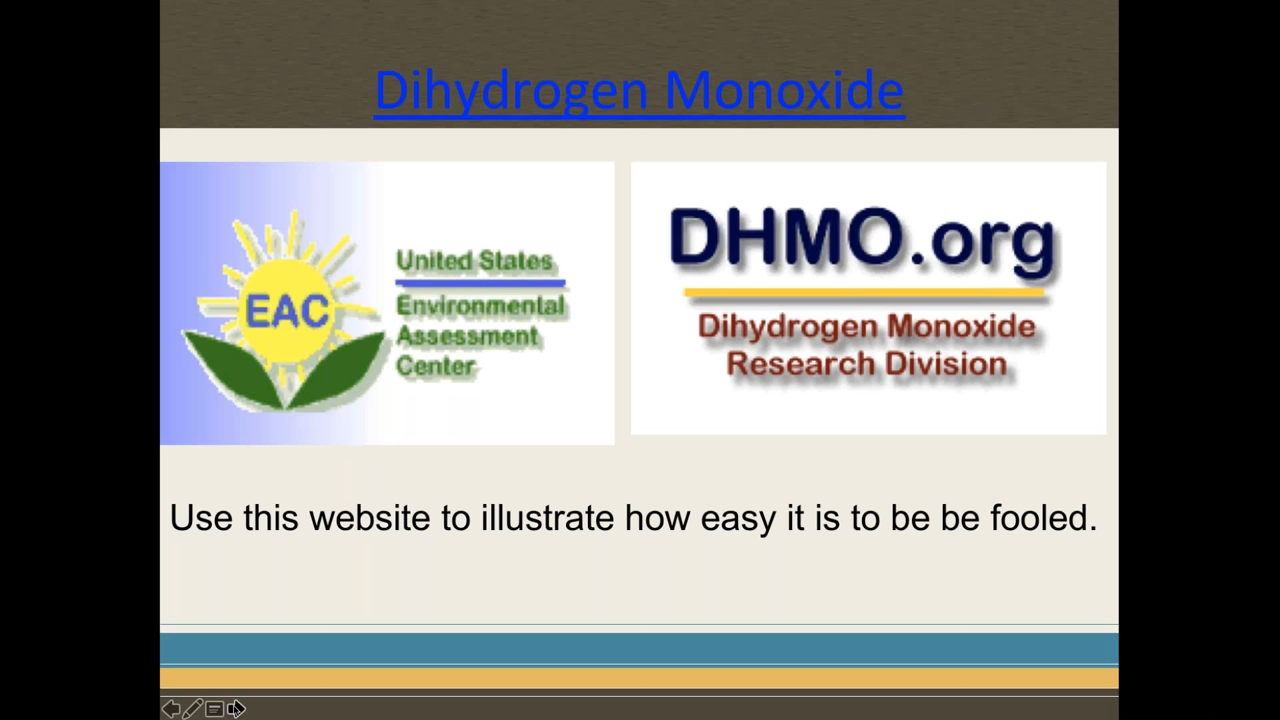 Dihydrogen Monoxide
EAC
United States
Environmental
Assessment
Center
DHMO.org
Dihydrogen Monoxide
Research Division
Use this website to illustrate how easy it is to be be fooled.